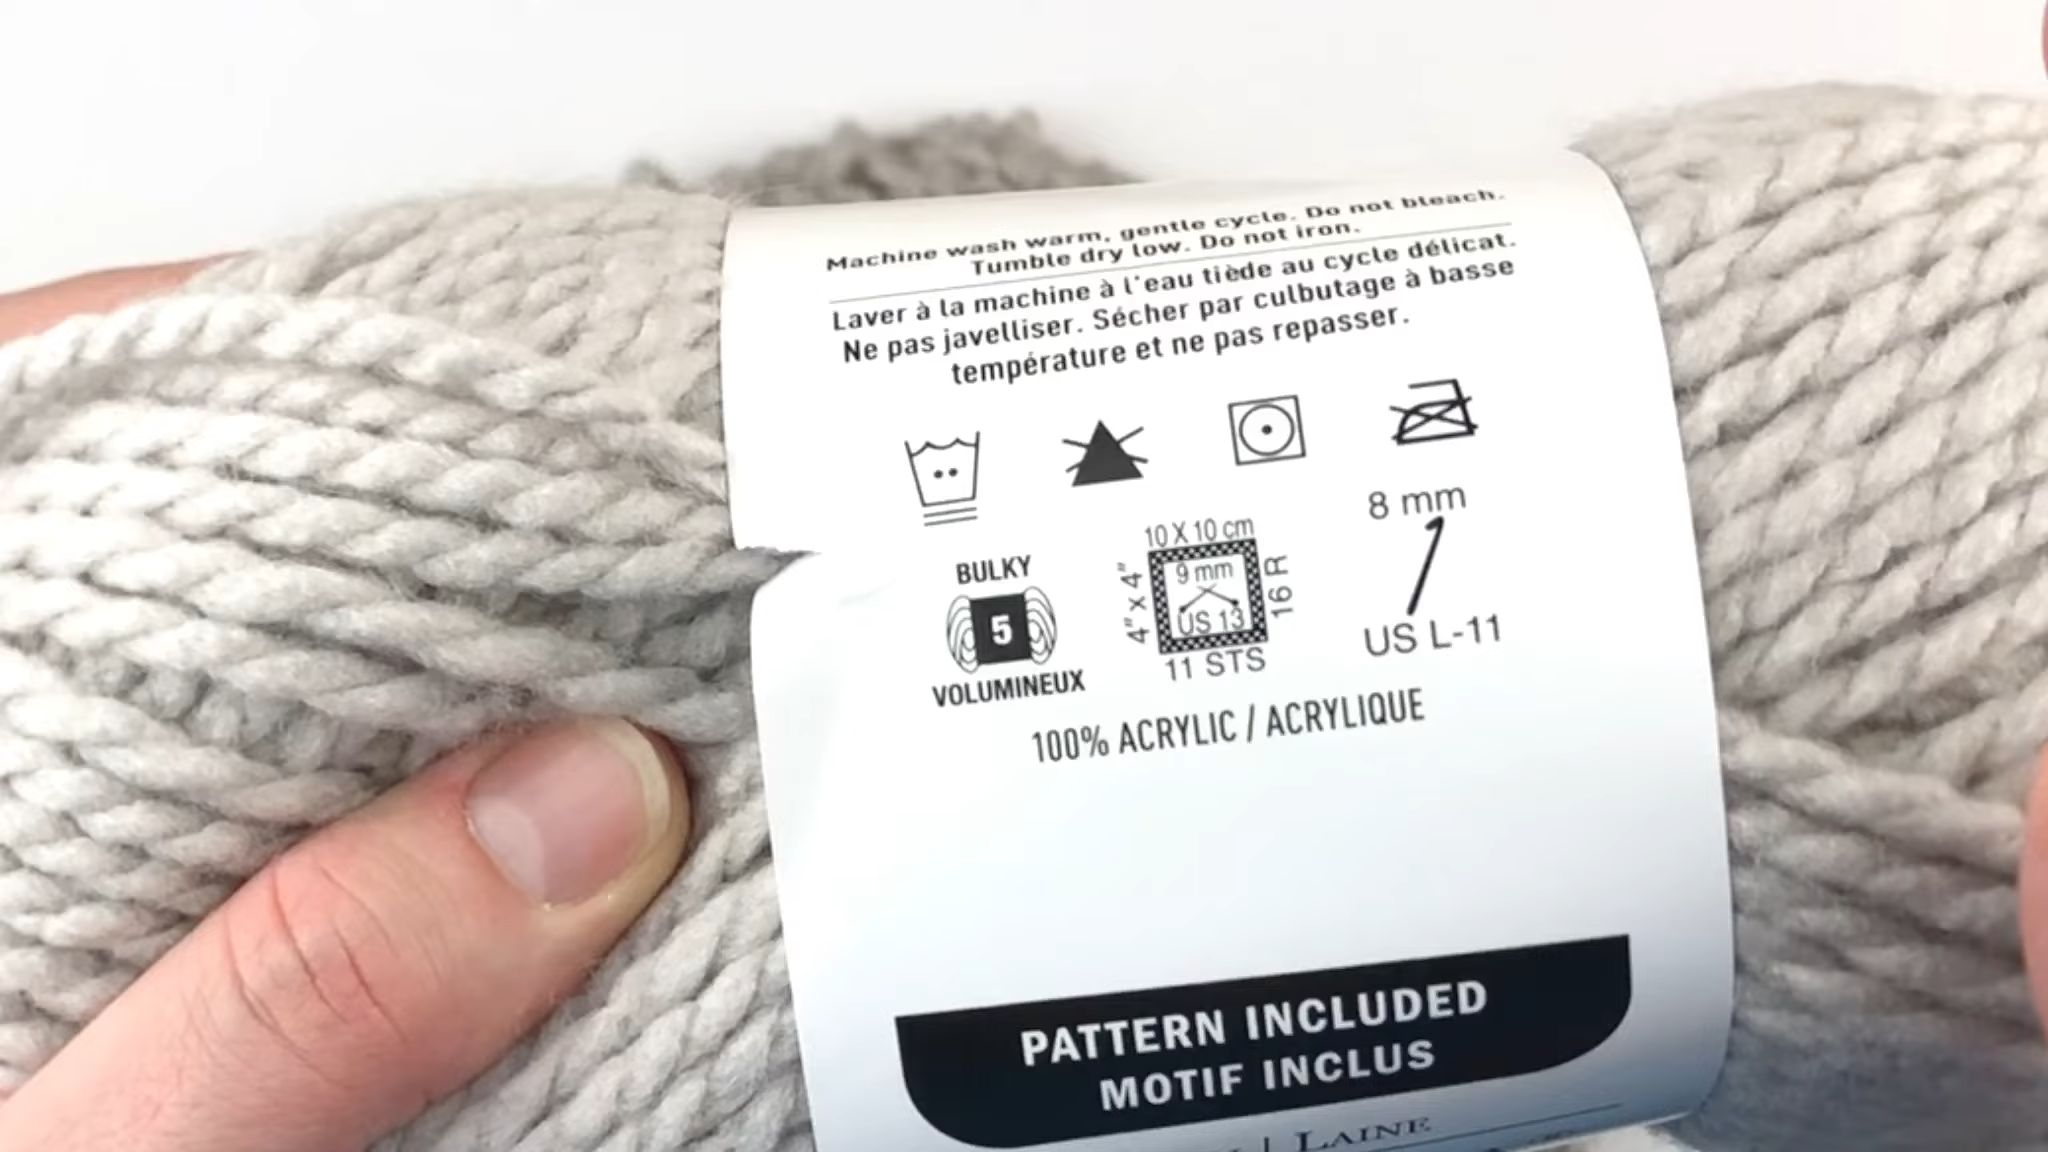 Machine wash warm, gentle cycle. Do not bleach.
Tumble dry low. Do not iron.
Laver à la machine à l'eau tiède au cycle délicat.
Ne pas javelliser. Sécher par culbutage à basse
température et ne pas repasser.
10 X 10 cm
8 mm
BULKY
4" x 4"
9 mm
16 R
5
US 13
US L-11
11 STS
VOLUMINEUX
100% ACRYLIC / ACRYLIQUE
PATTERN INCLUDED
MOTIF INCLUS
| LAINE